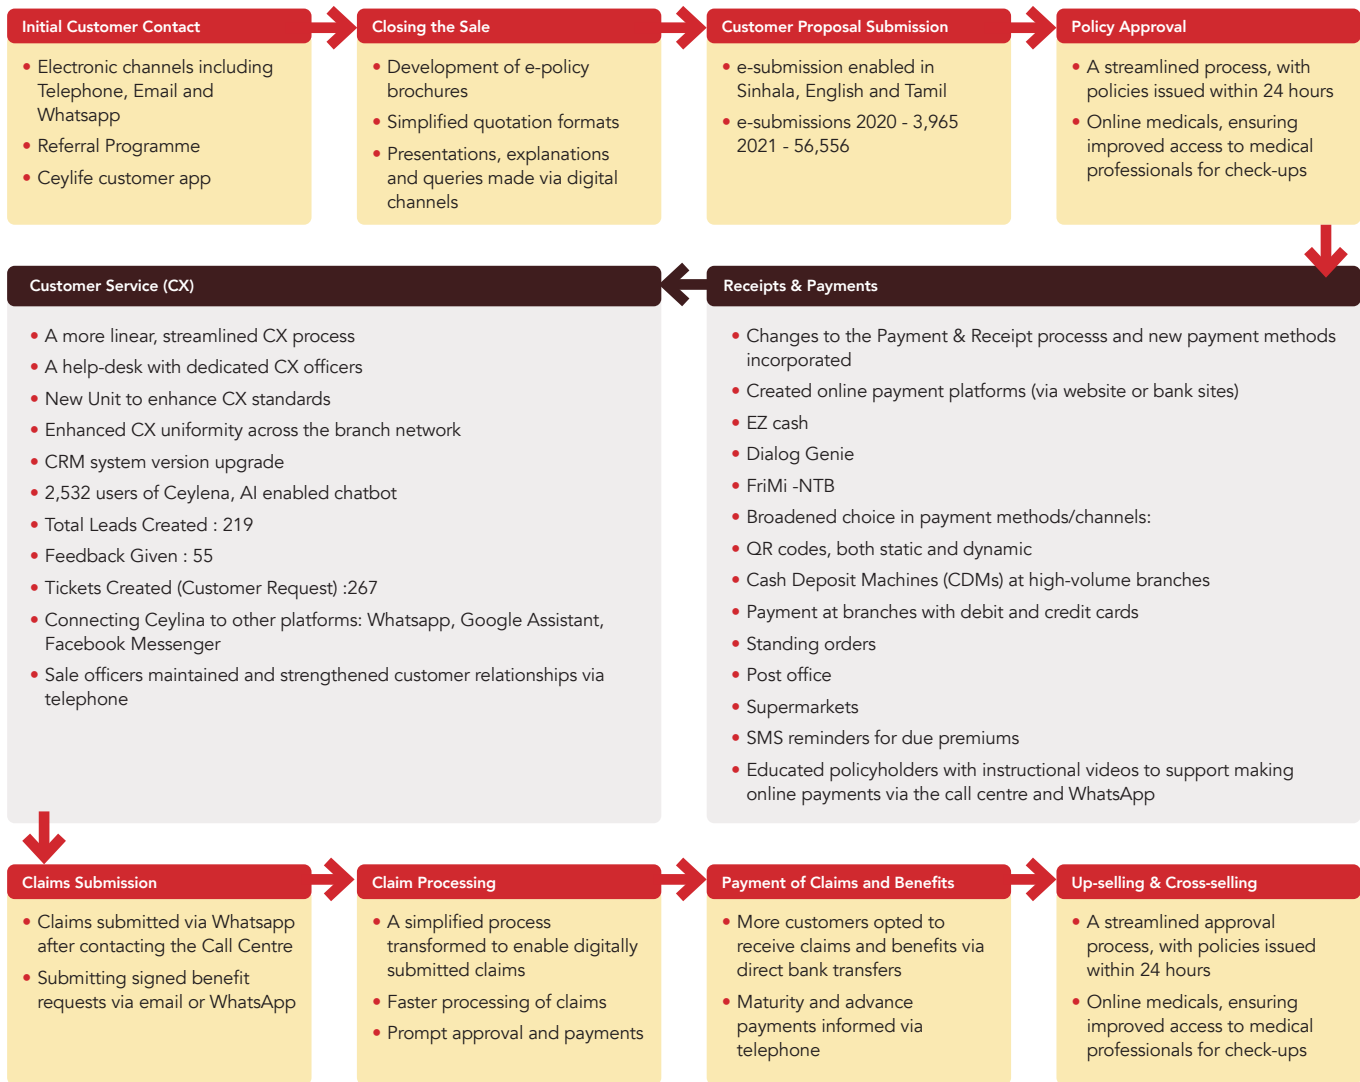 Initial Customer Contact
• Electronic channels including
Telephone, Email and
Whatsapp
• Referral Programme
• Ceylife customer app
Closing the Sale
• Development of e-policy
brochures
• Simplified quotation formats
• Presentations, explanations
and queries made via digital
channels
Customer Proposal Submission
• e-submission enabled in
Sinhala, English and Tamil
• e-submissions 2020 - 3,965
2021 - 56,556
Policy Approval
• A streamlined process, with
policies issued within 24 hours
• Online medicals, ensuring
improved access to medical
professionals for check-ups
Receipts & Payments
• Changes to the Payment & Receipt processs and new payment methods
incorporated
• Created online payment platforms (via website or bank sites)
• EZ cash
• Dialog Genie
• FriMi -NTB
• Broadened choice in payment methods/channels:
• QR codes, both static and dynamic
• Cash Deposit Machines (CDMs) at high-volume branches
• Payment at branches with debit and credit cards
• Standing orders
• Post office
• Supermarkets
• SMS reminders for due premiums
• Educated policyholders with instructional videos to support making
online payments via the call centre and WhatsApp
Customer Service (CX)
• A more linear, streamlined CX process
• A help-desk with dedicated CX officers
• New Unit to enhance CX standards
• Enhanced CX uniformity across the branch network
• CRM system version upgrade
• 2,532 users of Ceylena, AI enabled chatbot
• Total Leads Created : 219
• Feedback Given : 55
• Tickets Created (Customer Request) :267
• Connecting Ceylina to other platforms: Whatsapp, Google Assistant,
Facebook Messenger
• Sale officers maintained and strengthened customer relationships via
telephone
Claims Submission
• Claims submitted via Whatsapp
after contacting the Call Centre
• Submitting signed benefit
requests via email or WhatsApp
Claim Processing
• A simplified process
transformed to enable digitally
submitted claims
• Faster processing of claims
• Prompt approval and payments
Payment of Claims and Benefits
• More customers opted to
receive claims and benefits via
direct bank transfers
• Maturity and advance
payments informed via
telephone
Up-selling & Cross-selling
• A streamlined approval
process, with policies issued
within 24 hours
• Online medicals, ensuring
improved access to medical
professionals for check-ups